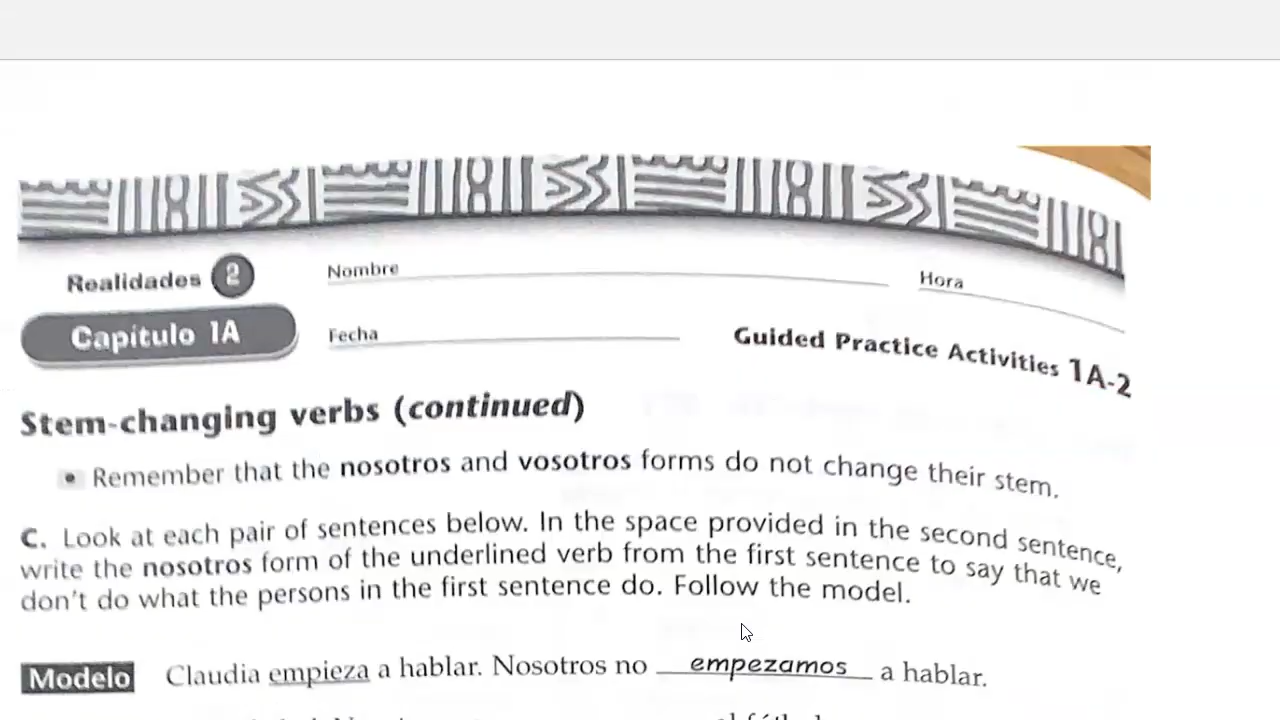 Realidades 2
Nombre
Hora
Capítulo 1A
Fecha
Guided Practice Activities 1A-2
Stem-changing verbs (continued)
• Remember that the nosotros and vosotros forms do not change their stem.
C. Look at each pair of sentences below. In the space provided in the second sentence,
write the nosotros form of the underlined verb from the first sentence to say that we
don't do what the persons in the first sentence do. Follow the model.
Modelo Claudia empieza a hablar. Nosotros no empezamos a hablar.